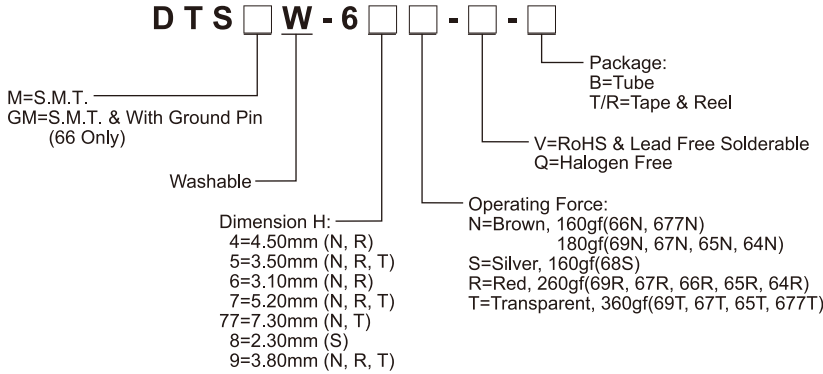 DTS□W-6□□-□-□
Package:
B=Tube
T/R=Tape & Reel
M=S.M.T.
GM=S.M.T. & With Ground Pin
(66 Only)
V=RoHS & Lead Free Solderable
Q=Halogen Free
Washable
Operating Force:
N=Brown, 160gf(66N, 677N)
180gf(69N, 67N, 65N, 64N)
S=Silver, 160gf(68S)
R=Red, 260gf(69R, 67R, 66R, 65R, 64R)
T=Transparent, 360gf(69T, 67T, 65T, 677T)
Dimension H:
4=4.50mm (N, R)
5=3.50mm (N, R, T)
6=3.10mm (N, R)
7=5.20mm (N, R, T)
77=7.30mm (N, T)
8=2.30mm (S)
9=3.80mm (N, R, T)